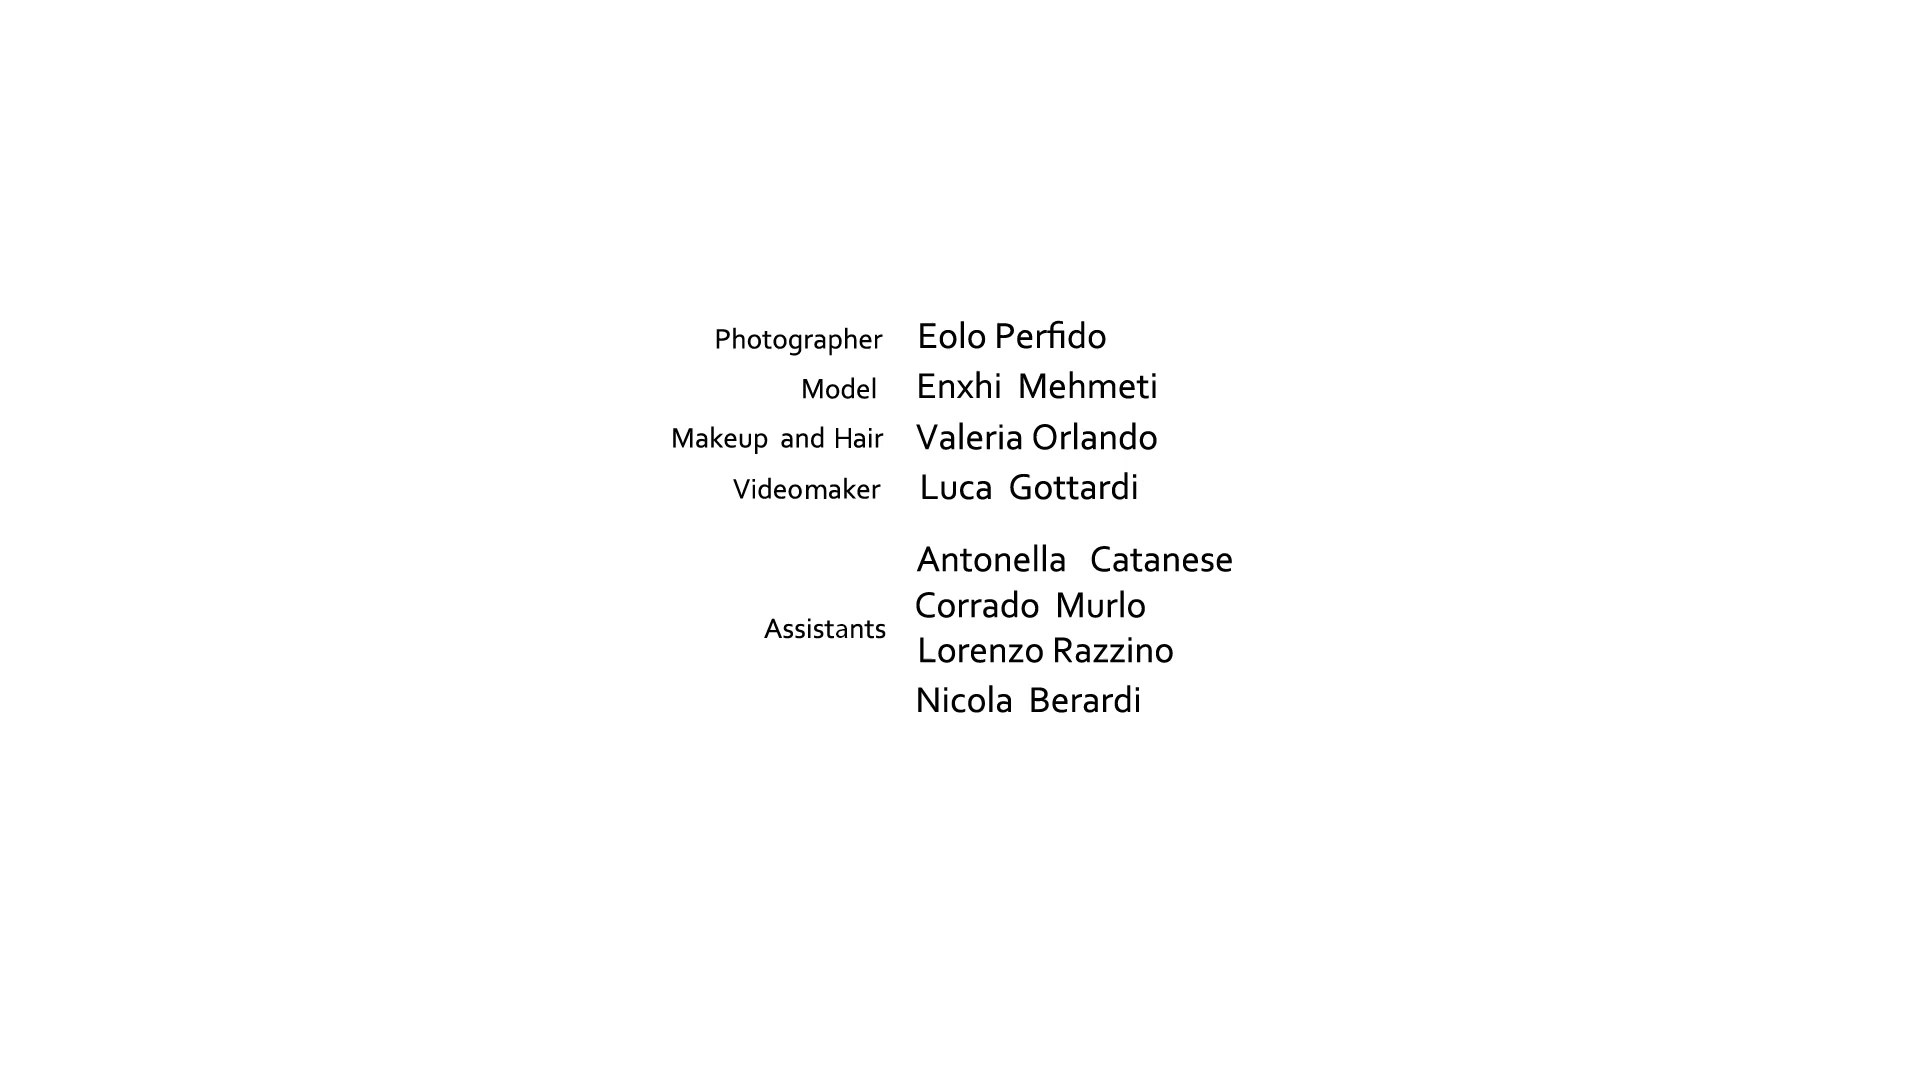 Photographer Eolo Perfido
Model Enxhi Mehmeti
Makeup and Hair Valeria Orlando
Videomaker Luca Gottardi
Antonella Catanese
Corrado Murlo
Assistants
Lorenzo Razzino
Nicola Berardi